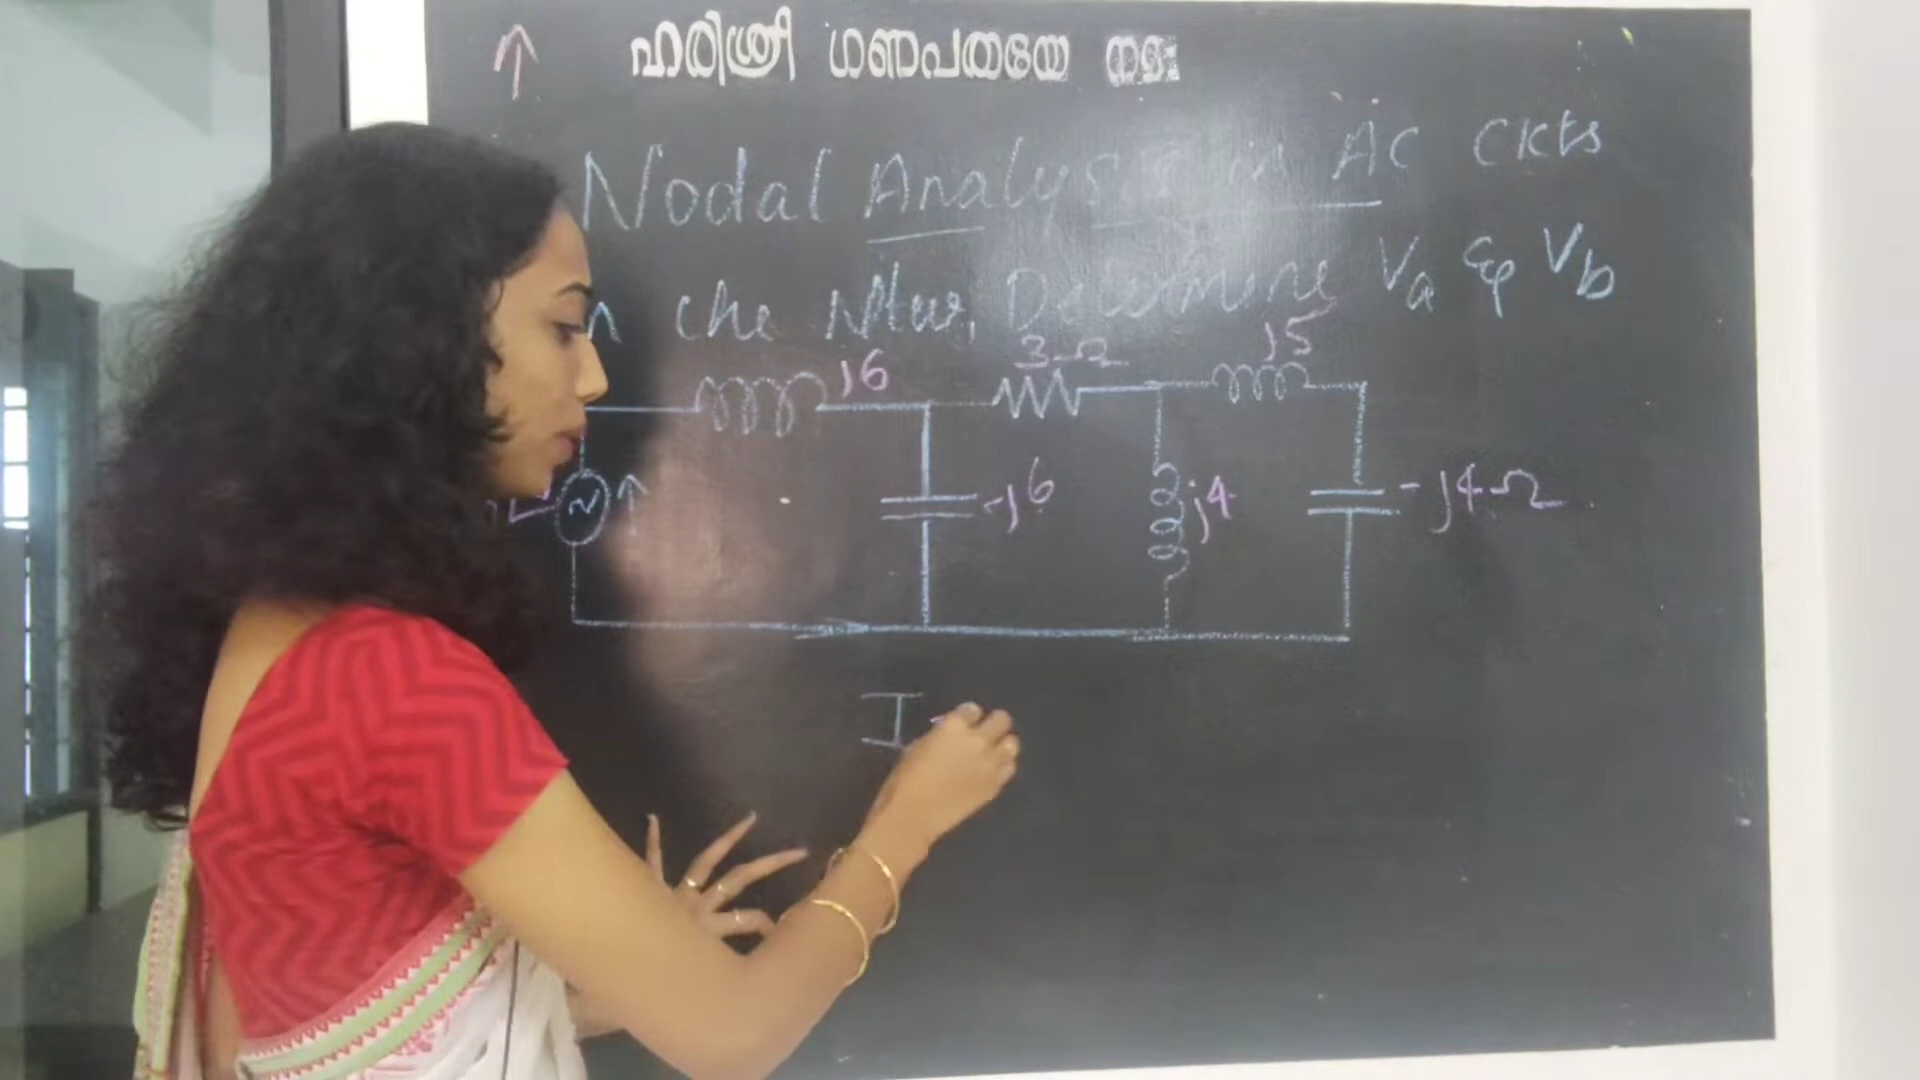 ഹരിശ്രീ ഗണപതയേ നമഃ
Nodal Analysis in AC ckts
n the Ntw, Determine Va & Vb
j6 3Ω j5
-j6 j4 -j4Ω
I